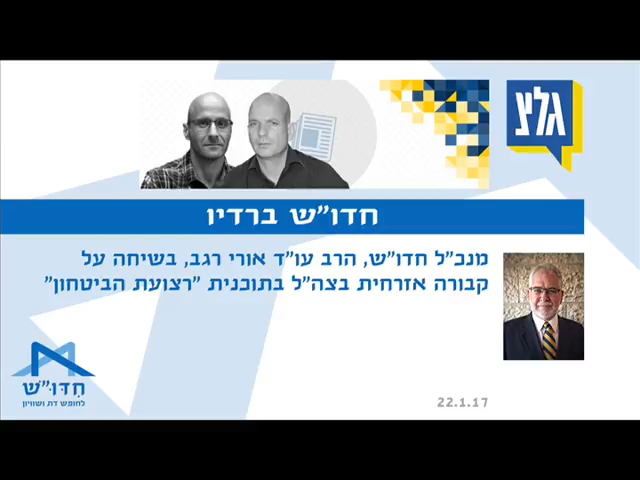 גלצ
חדו"ש ברדיו
מנכ"ל חדו"ש, הרב עו"ד אורי רגב, בשיחה על
קבורה אזרחית בצה"ל בתוכנית "רצועת הביטחון"
חִדּוּ"שׁ
לחופש דת ושוויון
22.1.17